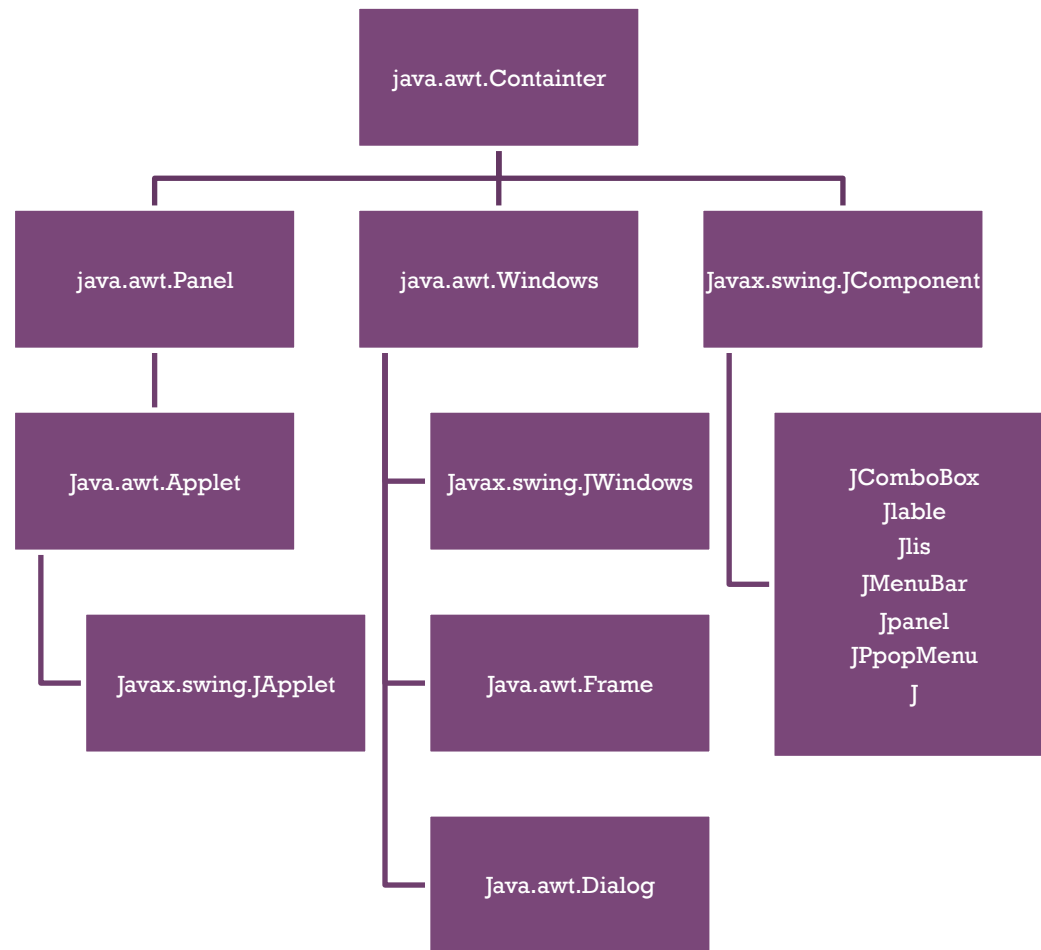 java.awt.Containter
java.awt.Panel
java.awt.Windows
Javax.swing.JComponent
Java.awt.Applet
Javax.swing.JWindows
JComboBox
Jlable
Jlis
JMenuBar
Jpanel
JPpopMenu
J
Javax.swing.JApplet
Java.awt.Frame
Java.awt.Dialog